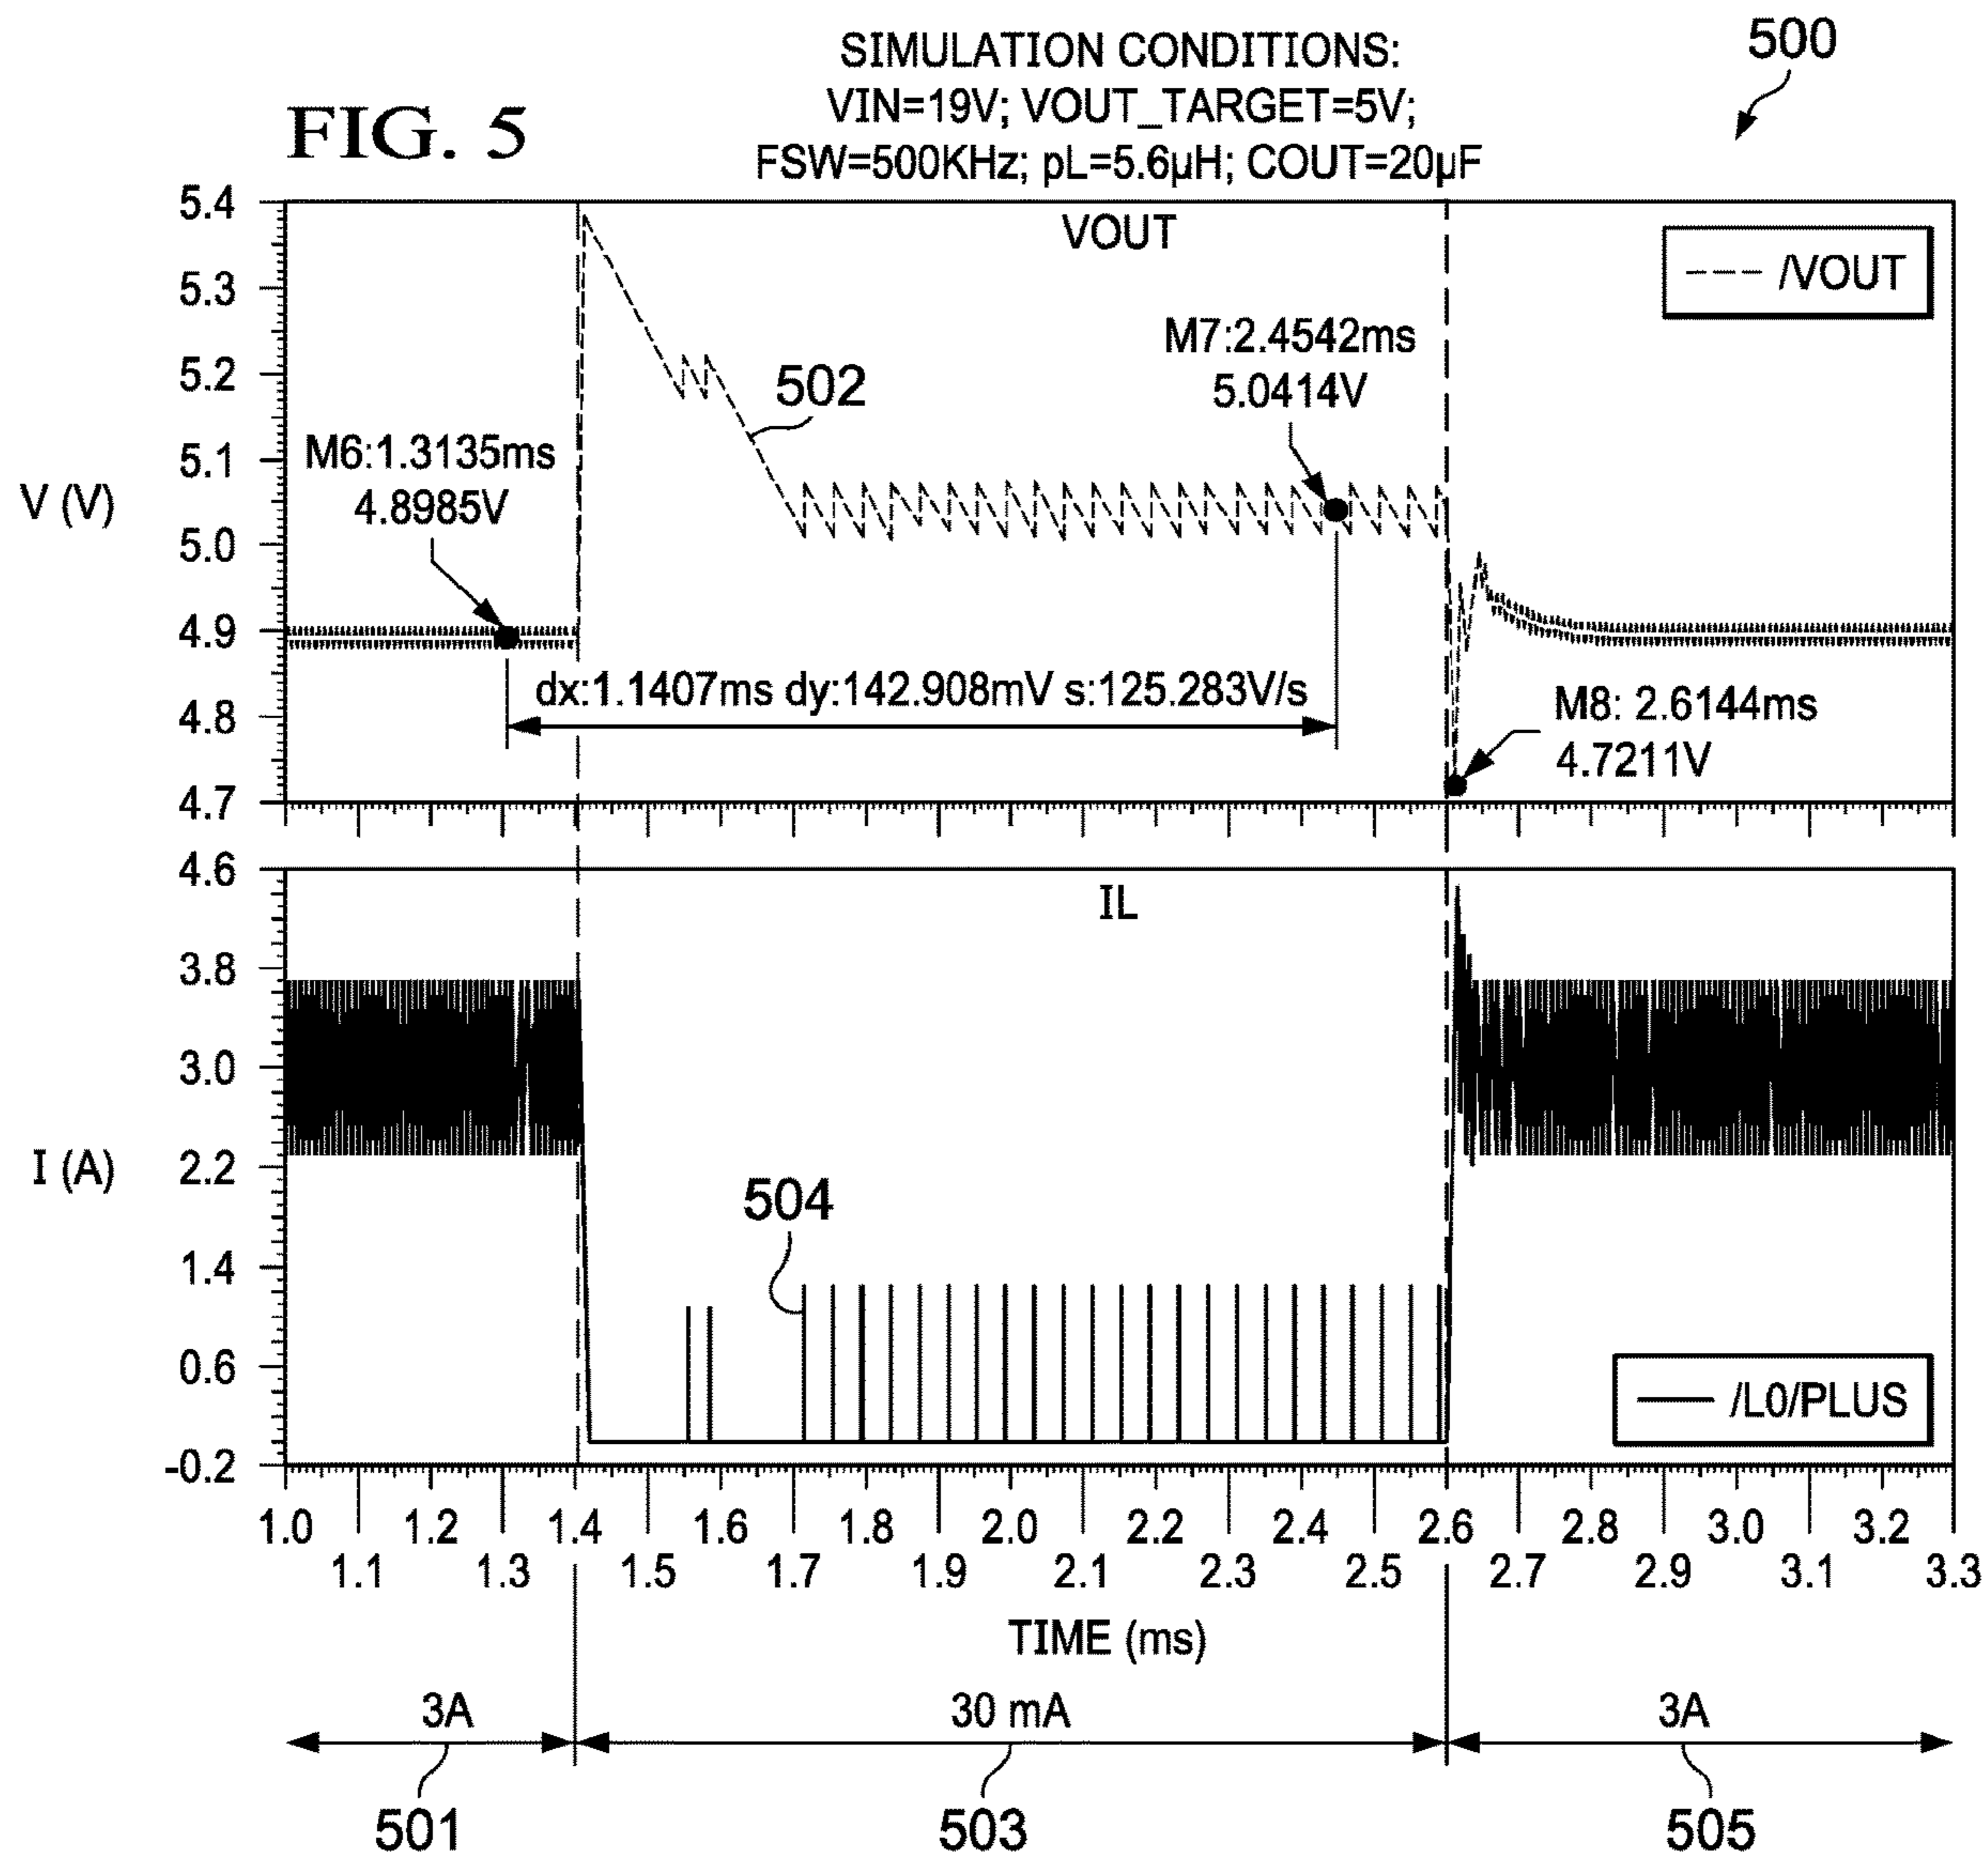 SIMULATION CONDITIONS:
VIN=19V; VOUT_TARGET=5V;
FSW=500KHz; pL=5.6µH; COUT=20µF
500
FIG. 5
VOUT
/VOUT
5.4
5.3
5.2
5.1
5.0
4.9
4.8
4.7
V (V)
502
M7:2.4542ms
5.0414V
M6:1.3135ms
4.8985V
dx:1.1407ms dy:142.908mV s:125.283V/s
M8: 2.6144ms
4.7211V
IL
4.6
3.8
3.0
2.2
1.4
0.6
-0.2
I (A)
504
/L0/PLUS
1.0 1.2 1.4 1.6 1.8 2.0 2.2 2.4 2.6 2.8 3.0 3.2
1.1 1.3 1.5 1.7 1.9 2.1 2.3 2.5 2.7 2.9 3.1 3.3
TIME (ms)
3A 30 mA 3A
501 503 505